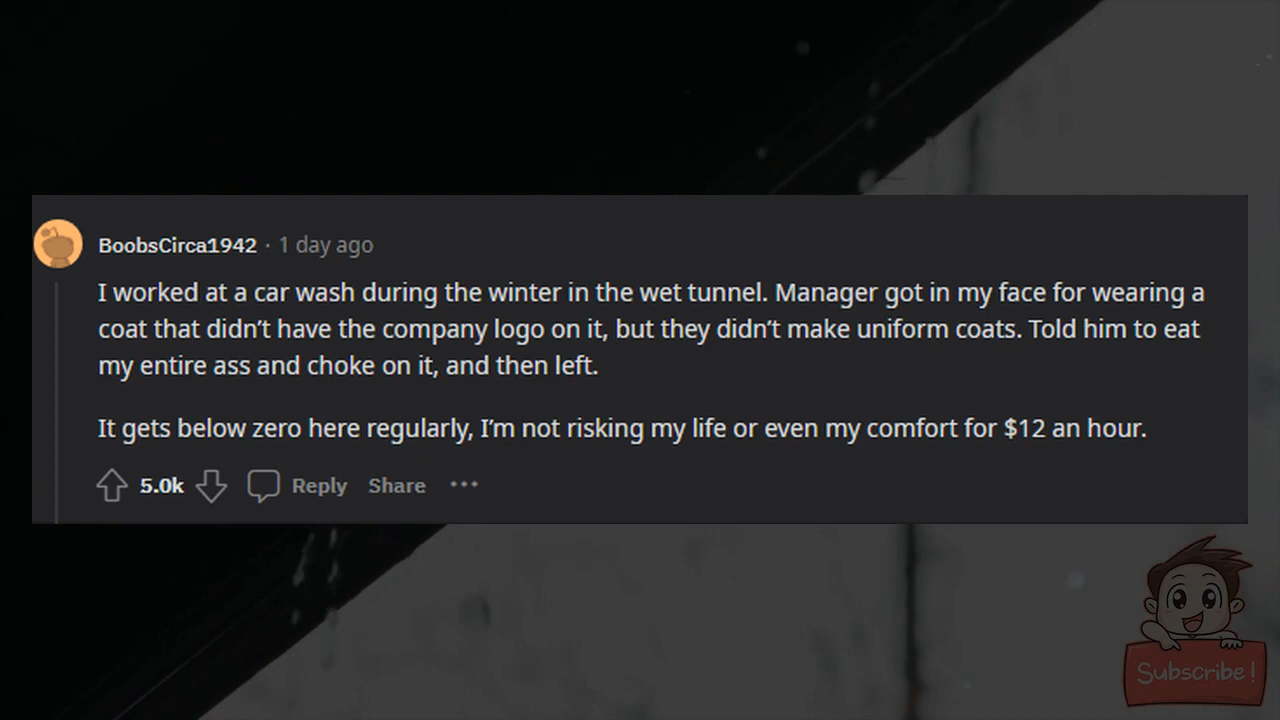 BoobsCirca1942 · 1 day ago
I worked at a car wash during the winter in the wet tunnel. Manager got in my face for wearing a
coat that didn’t have the company logo on it, but they didn’t make uniform coats. Told him to eat
my entire ass and choke on it, and then left.
It gets below zero here regularly, I’m not risking my life or even my comfort for $12 an hour.
5.0k Reply Share ···
Subscribe!